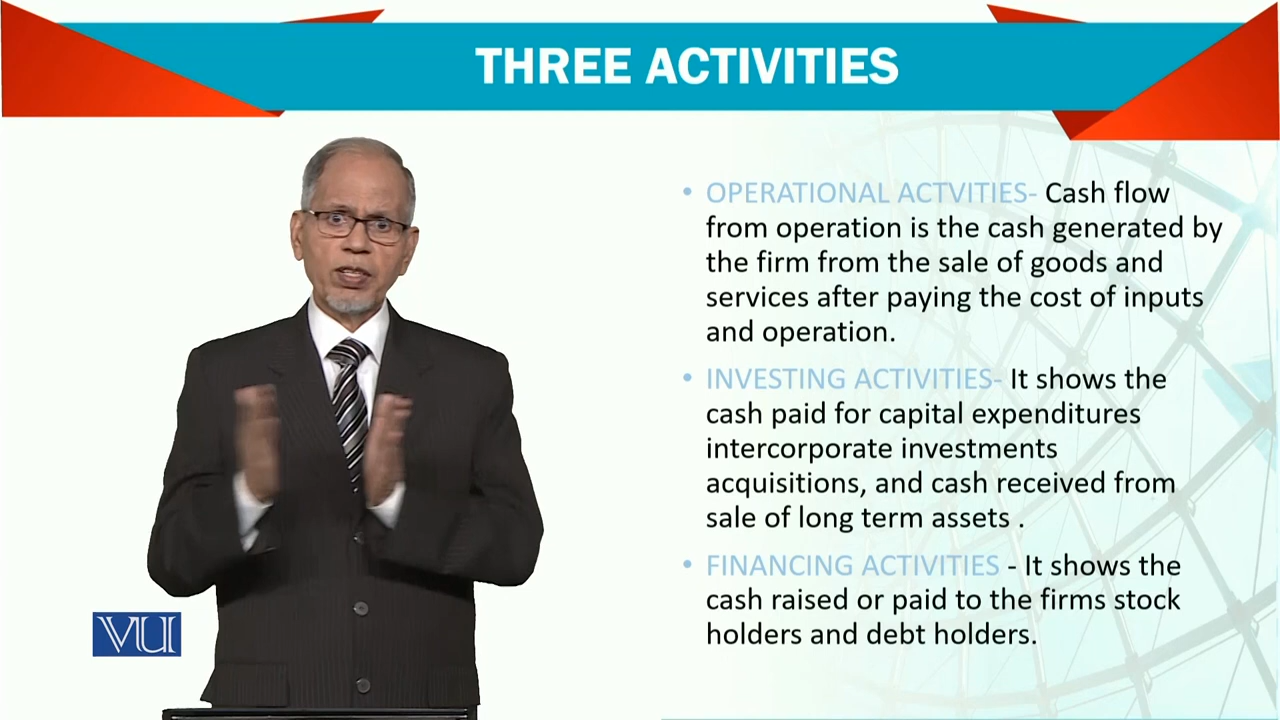 THREE ACTIVITIES
• OPERATIONAL ACTVITIES- Cash flow
from operation is the cash generated by
the firm from the sale of goods and
services after paying the cost of inputs
and operation.
• INVESTING ACTIVITIES- It shows the
cash paid for capital expenditures
intercorporate investments
acquisitions, and cash received from
sale of long term assets .
• FINANCING ACTIVITIES - It shows the
cash raised or paid to the firms stock
holders and debt holders.
VU